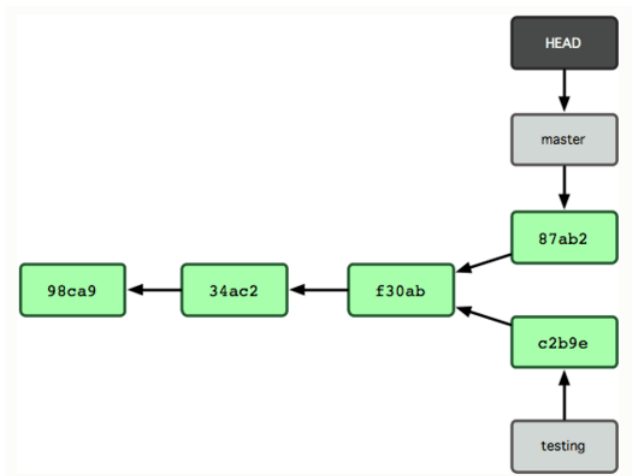 HEAD
master
87ab2
98ca9
34ac2
f30ab
c2b9e
testing